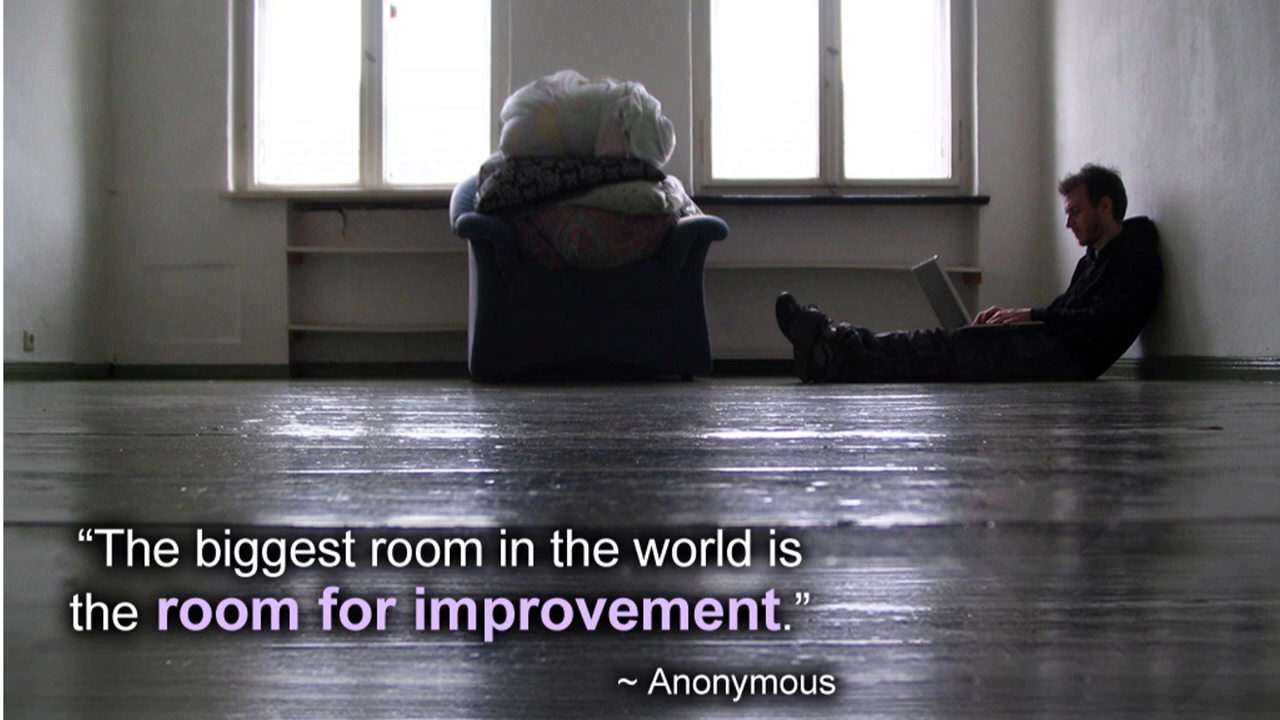 “The biggest room in the world is
the room for improvement.”
~ Anonymous